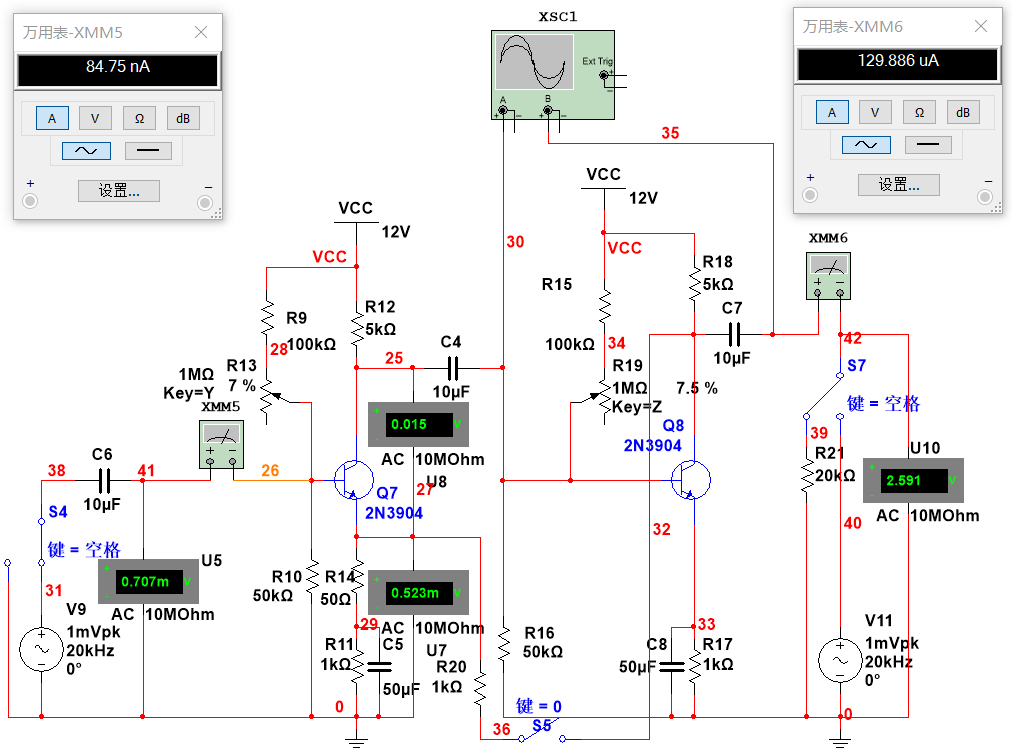 万用表-XMM5
84.75 nA
A
V
Ω
dB
+
设置...
−
XSC1
Ext Trig
+
−
A
B
+
−
+
−
万用表-XMM6
129.886 uA
A
V
Ω
dB
+
设置...
−
35
VCC
12V
VCC
30
VCC
12V
VCC
XMM6
+
−
R9
100kΩ
28
R12
5kΩ
25
C4
10μF
R15
100kΩ
34
R18
5kΩ
C7
10μF
42
S7
键 = 空格
R13
1MΩ
7 %
Key=Y
XMM5
+
−
R19
1MΩ
7.5 %
Key=Z
0.015
V
AC
10MOhm
U8
27
Q7
2N3904
Q8
2N3904
39
R21
20kΩ
U10
2.591
V
AC
10MOhm
40
38
C6
10μF
41
26
S4
键 = 空格
31
U5
0.707m
V
AC
10MOhm
V9
1mVpk
20kHz
0°
R10
50kΩ
R14
50Ω
29
0.523m
V
AC
10MOhm
U7
R11
1kΩ
C5
50μF
R20
1kΩ
0
32
R16
50kΩ
33
C8
50μF
R17
1kΩ
V11
1mVpk
20kHz
0°
0
键 = 0
S5
36